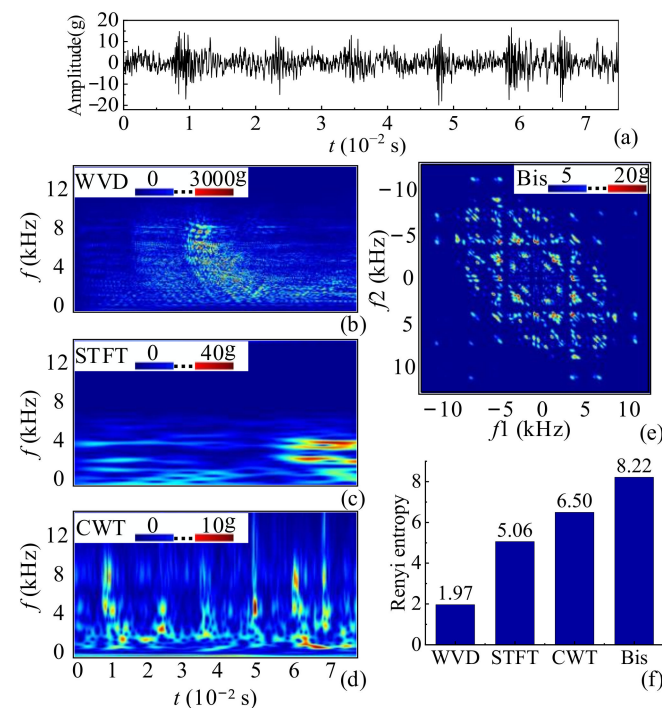 Amplitude(g)
20
10
0
−10
−20
0 1 2 3 4 5 6 7
t (10⁻² s)
(a)
WVD 0 3000g
f (kHz)
12
8
4
0
(b)
STFT 0 40g
f (kHz)
12
8
4
0
(c)
CWT 0 10g
f (kHz)
12
8
4
0
0 1 2 3 4 5 6 7
t (10⁻² s)
(d)
Bis 5 20g
f2 (kHz)
−10
−5
0
5
10
−10 −5 0 5 10
f1 (kHz)
(e)
Renyi entropy
8
6
4
2
0
1.97
5.06
6.50
8.22
WVD STFT CWT Bis
(f)